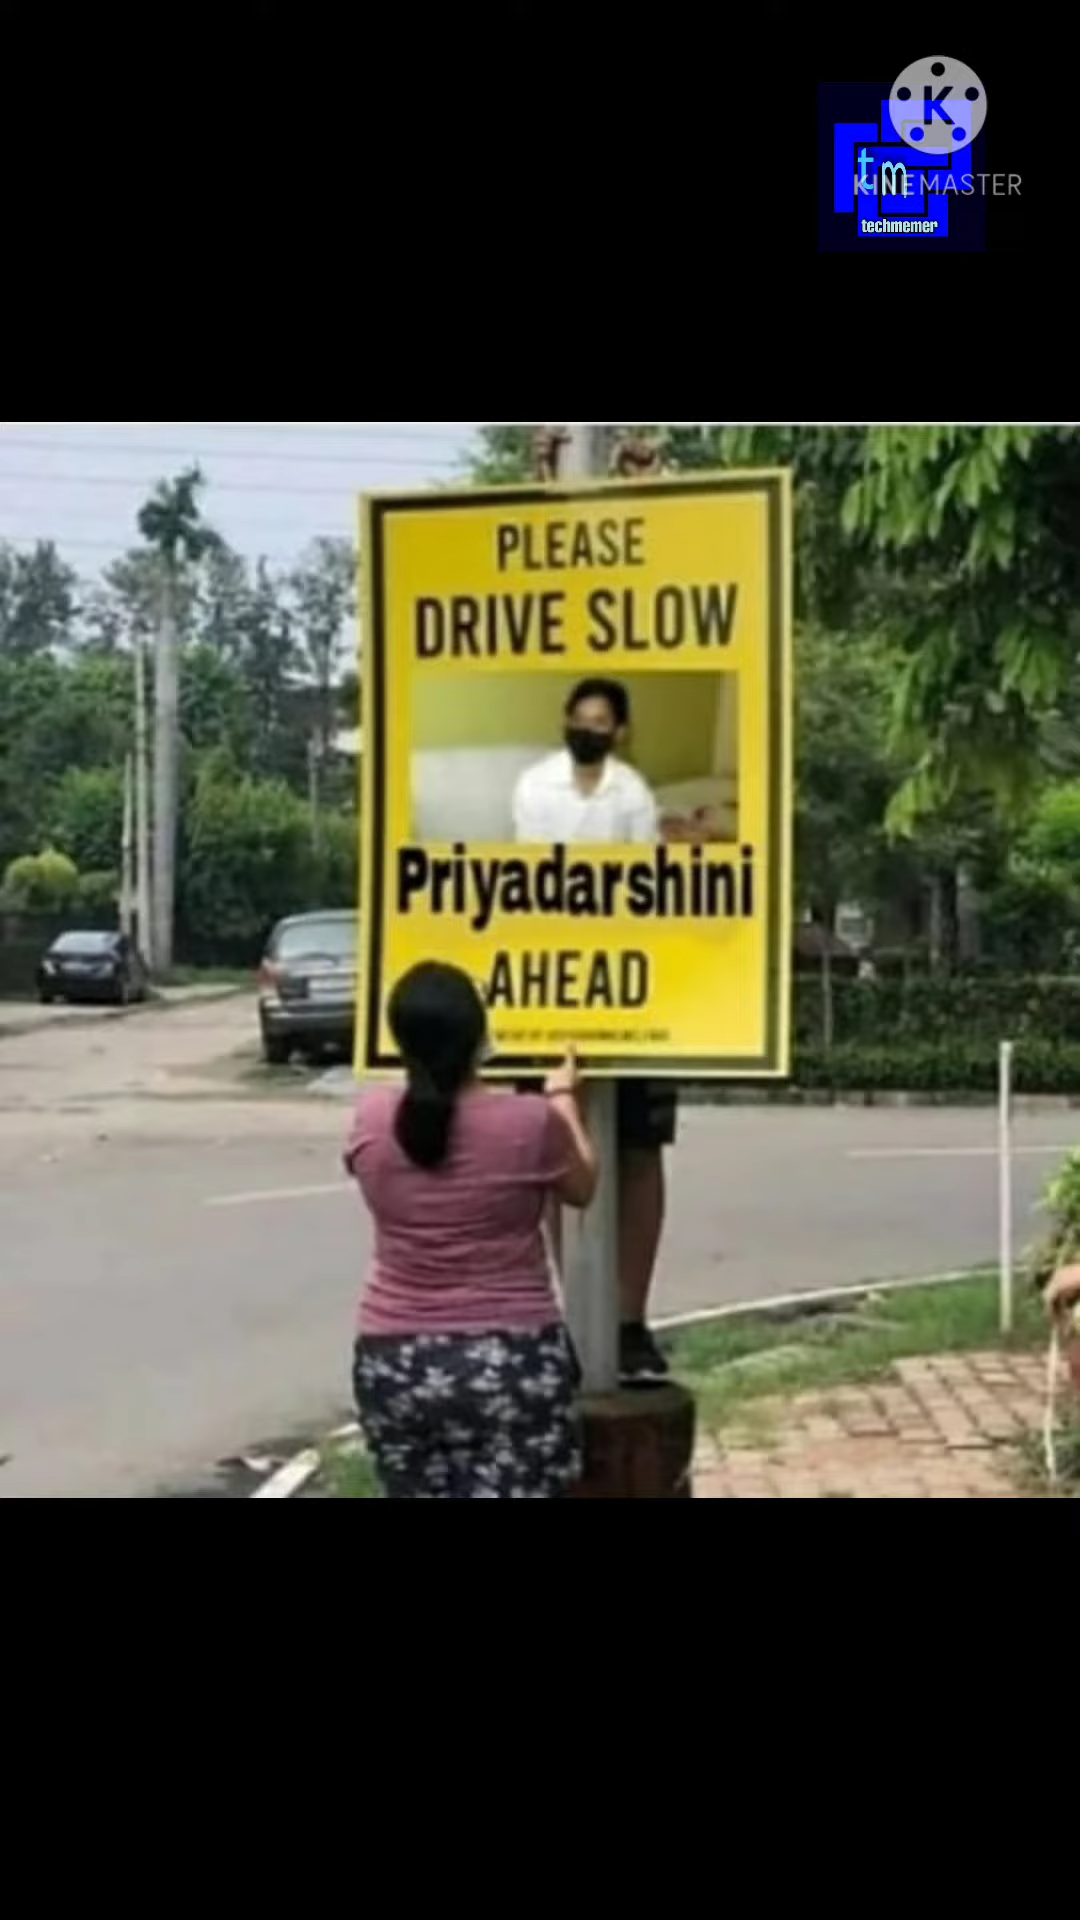 K
KINEMASTER
tm
techmemer
PLEASE
DRIVE SLOW
Priyadarshini
AHEAD